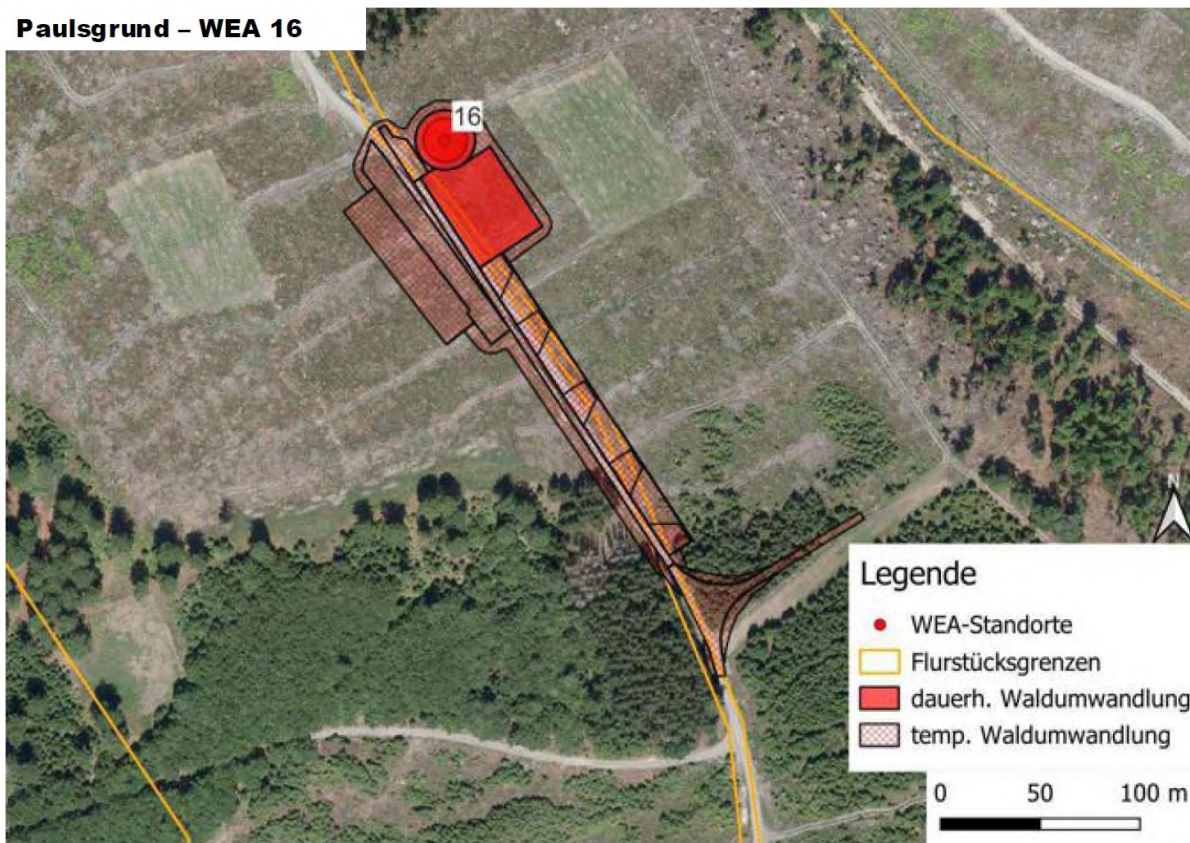 Paulsgrund – WEA 16
16
N
Legende
WEA-Standorte
Flurstücksgrenzen
dauerh. Waldumwandlung
temp. Waldumwandlung
0 50 100 m